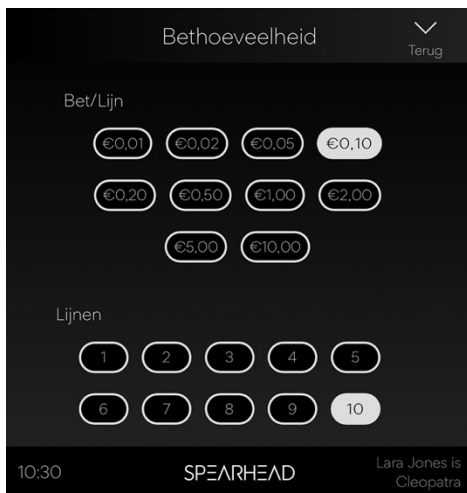 Bethoeveelheid
Terug
Bet/Lijn
€0,01 €0,02 €0,05 €0,10
€0,20 €0,50 €1,00 €2,00
€5,00 €10,00
Lijnen
1 2 3 4 5
6 7 8 9 10
10:30 SPEARHEAD Lara Jones is
Cleopatra